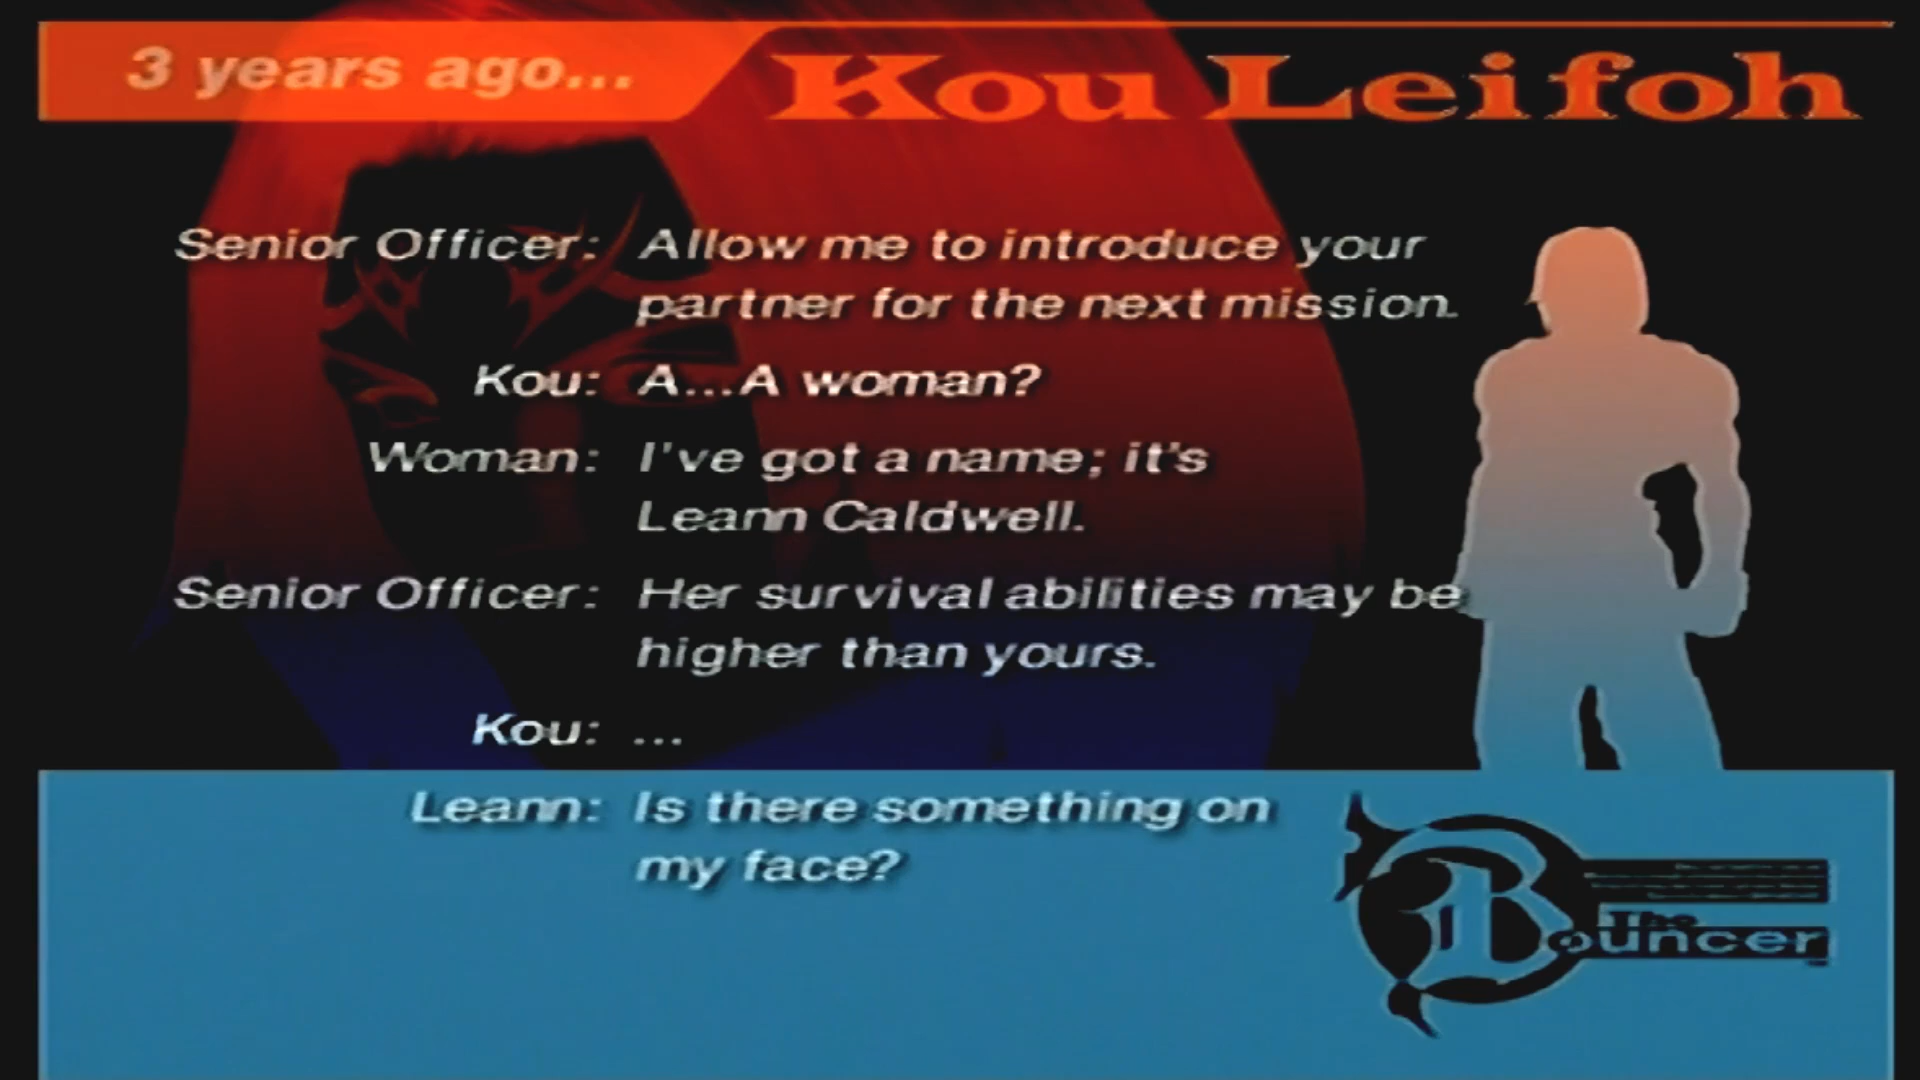 3 years ago...
Kou Leifoh
Senior Officer: Allow me to introduce your
partner for the next mission.
Kou: A...A woman?
Woman: I've got a name; it's
Leann Caldwell.
Senior Officer: Her survival abilities may be
higher than yours.
Kou: ...
Leann: Is there something on
my face?
The
Bouncer